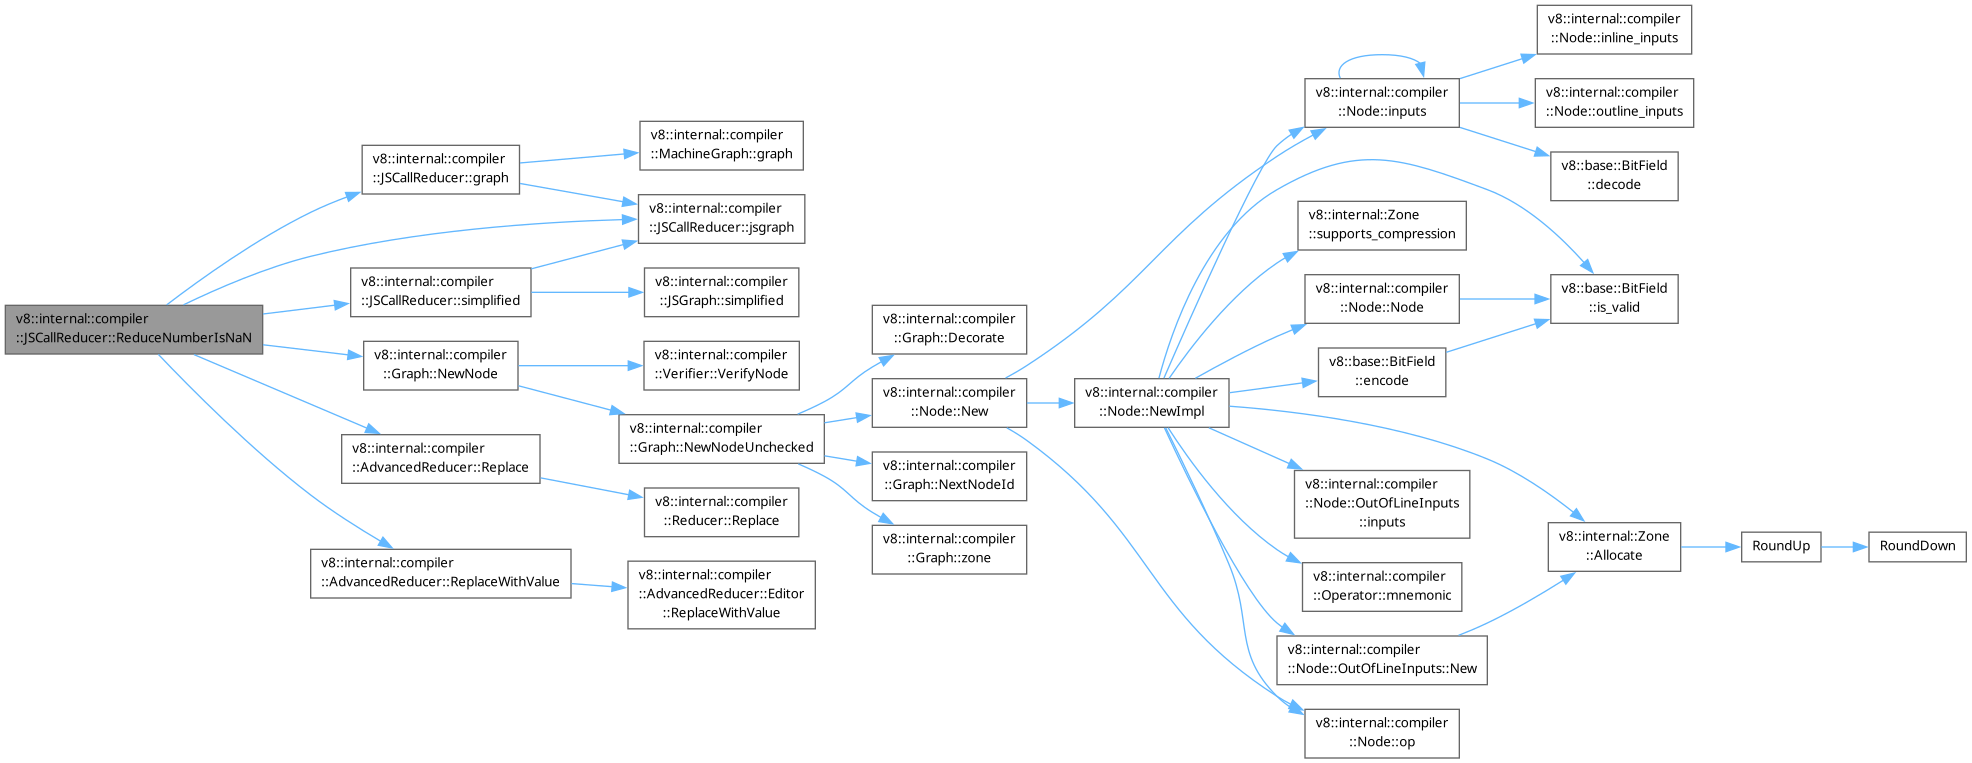 v8::internal::compiler
::JSCallReducer::ReduceNumberIsNaN
v8::internal::compiler
::JSCallReducer::graph
v8::internal::compiler
::JSCallReducer::simplified
v8::internal::compiler
::Graph::NewNode
v8::internal::compiler
::AdvancedReducer::Replace
v8::internal::compiler
::AdvancedReducer::ReplaceWithValue
v8::internal::compiler
::MachineGraph::graph
v8::internal::compiler
::JSCallReducer::jsgraph
v8::internal::compiler
::JSGraph::simplified
v8::internal::compiler
::Verifier::VerifyNode
v8::internal::compiler
::Graph::NewNodeUnchecked
v8::internal::compiler
::Reducer::Replace
v8::internal::compiler
::AdvancedReducer::Editor
::ReplaceWithValue
v8::internal::compiler
::Graph::Decorate
v8::internal::compiler
::Node::New
v8::internal::compiler
::Graph::NextNodeId
v8::internal::compiler
::Graph::zone
v8::internal::compiler
::Node::NewImpl
v8::internal::compiler
::Node::inputs
v8::internal::Zone
::supports_compression
v8::internal::compiler
::Node::Node
v8::base::BitField
::encode
v8::internal::compiler
::Node::OutOfLineInputs
::inputs
v8::internal::compiler
::Operator::mnemonic
v8::internal::compiler
::Node::OutOfLineInputs::New
v8::internal::compiler
::Node::op
v8::internal::compiler
::Node::inline_inputs
v8::internal::compiler
::Node::outline_inputs
v8::base::BitField
::decode
v8::base::BitField
::is_valid
v8::internal::Zone
::Allocate
RoundUp
RoundDown